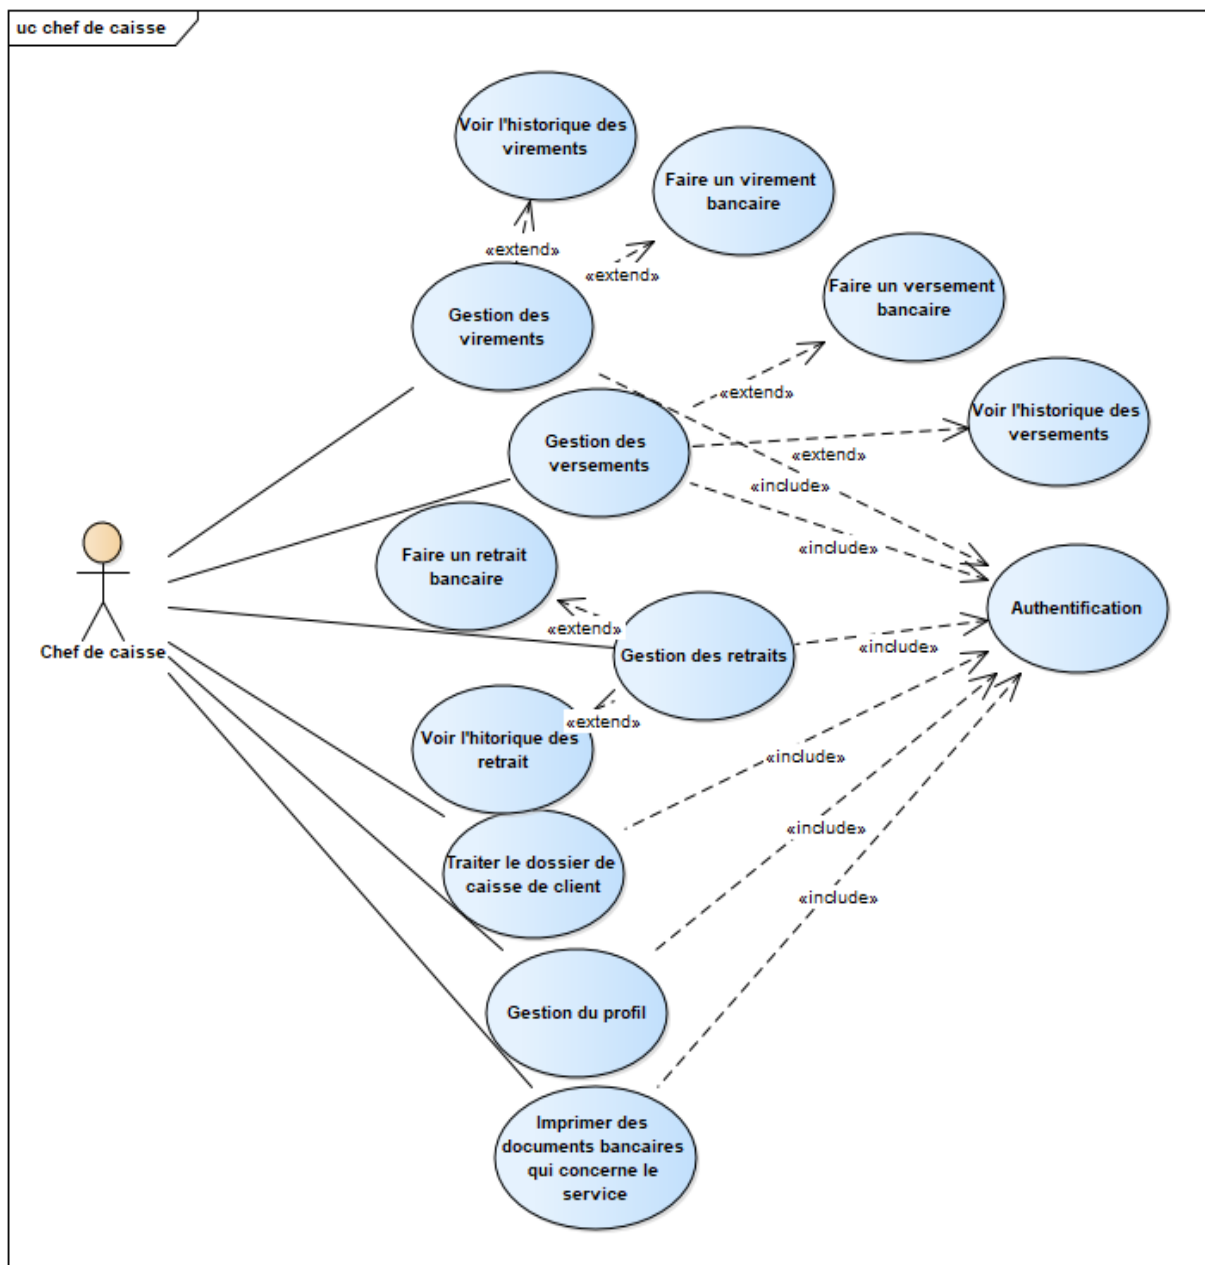 uc chef de caisse
Voir l'historique des
virements
Faire un virement
bancaire
«extend»
«extend»
Faire un versement
bancaire
Gestion des
virements
«extend»
Voir l'historique des
versements
Gestion des
versements
«extend»
«include»
«include»
Faire un retrait
bancaire
Authentification
«extend»
Gestion des retraits
«include»
Chef de caisse
«extend»
Voir l'hitorique des
retrait
«include»
Traiter le dossier de
caisse de client
«include»
«include»
Gestion du profil
Imprimer des
documents bancaires
qui concerne le
service